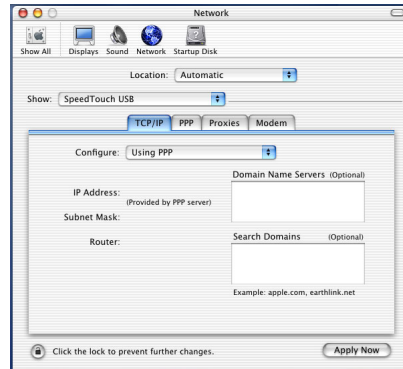 Network
Show All Displays Sound Network Startup Disk
Location: Automatic
Show: SpeedTouch USB
TCP/IP PPP Proxies Modem
Configure: Using PPP
Domain Name Servers (Optional)
IP Address:
(Provided by PPP server)
Subnet Mask:
Router:
Search Domains (Optional)
Example: apple.com, earthlink.net
Click the lock to prevent further changes.
Apply Now